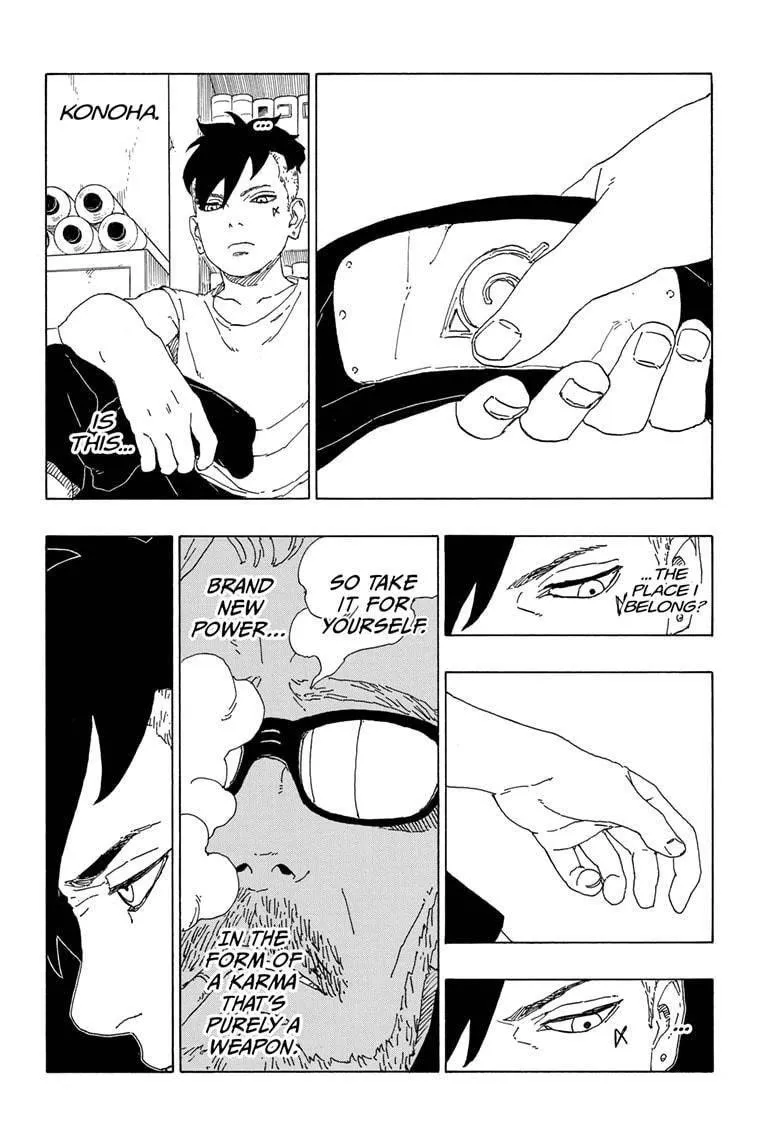 ...
KONOHA.
IS
THIS...
...THE
PLACE I
BELONG?
...
SO TAKE
IT FOR
YOURSELF.
BRAND
NEW
POWER...
IN THE
FORM OF
A KARMA
THAT'S
PURELY A
WEAPON.